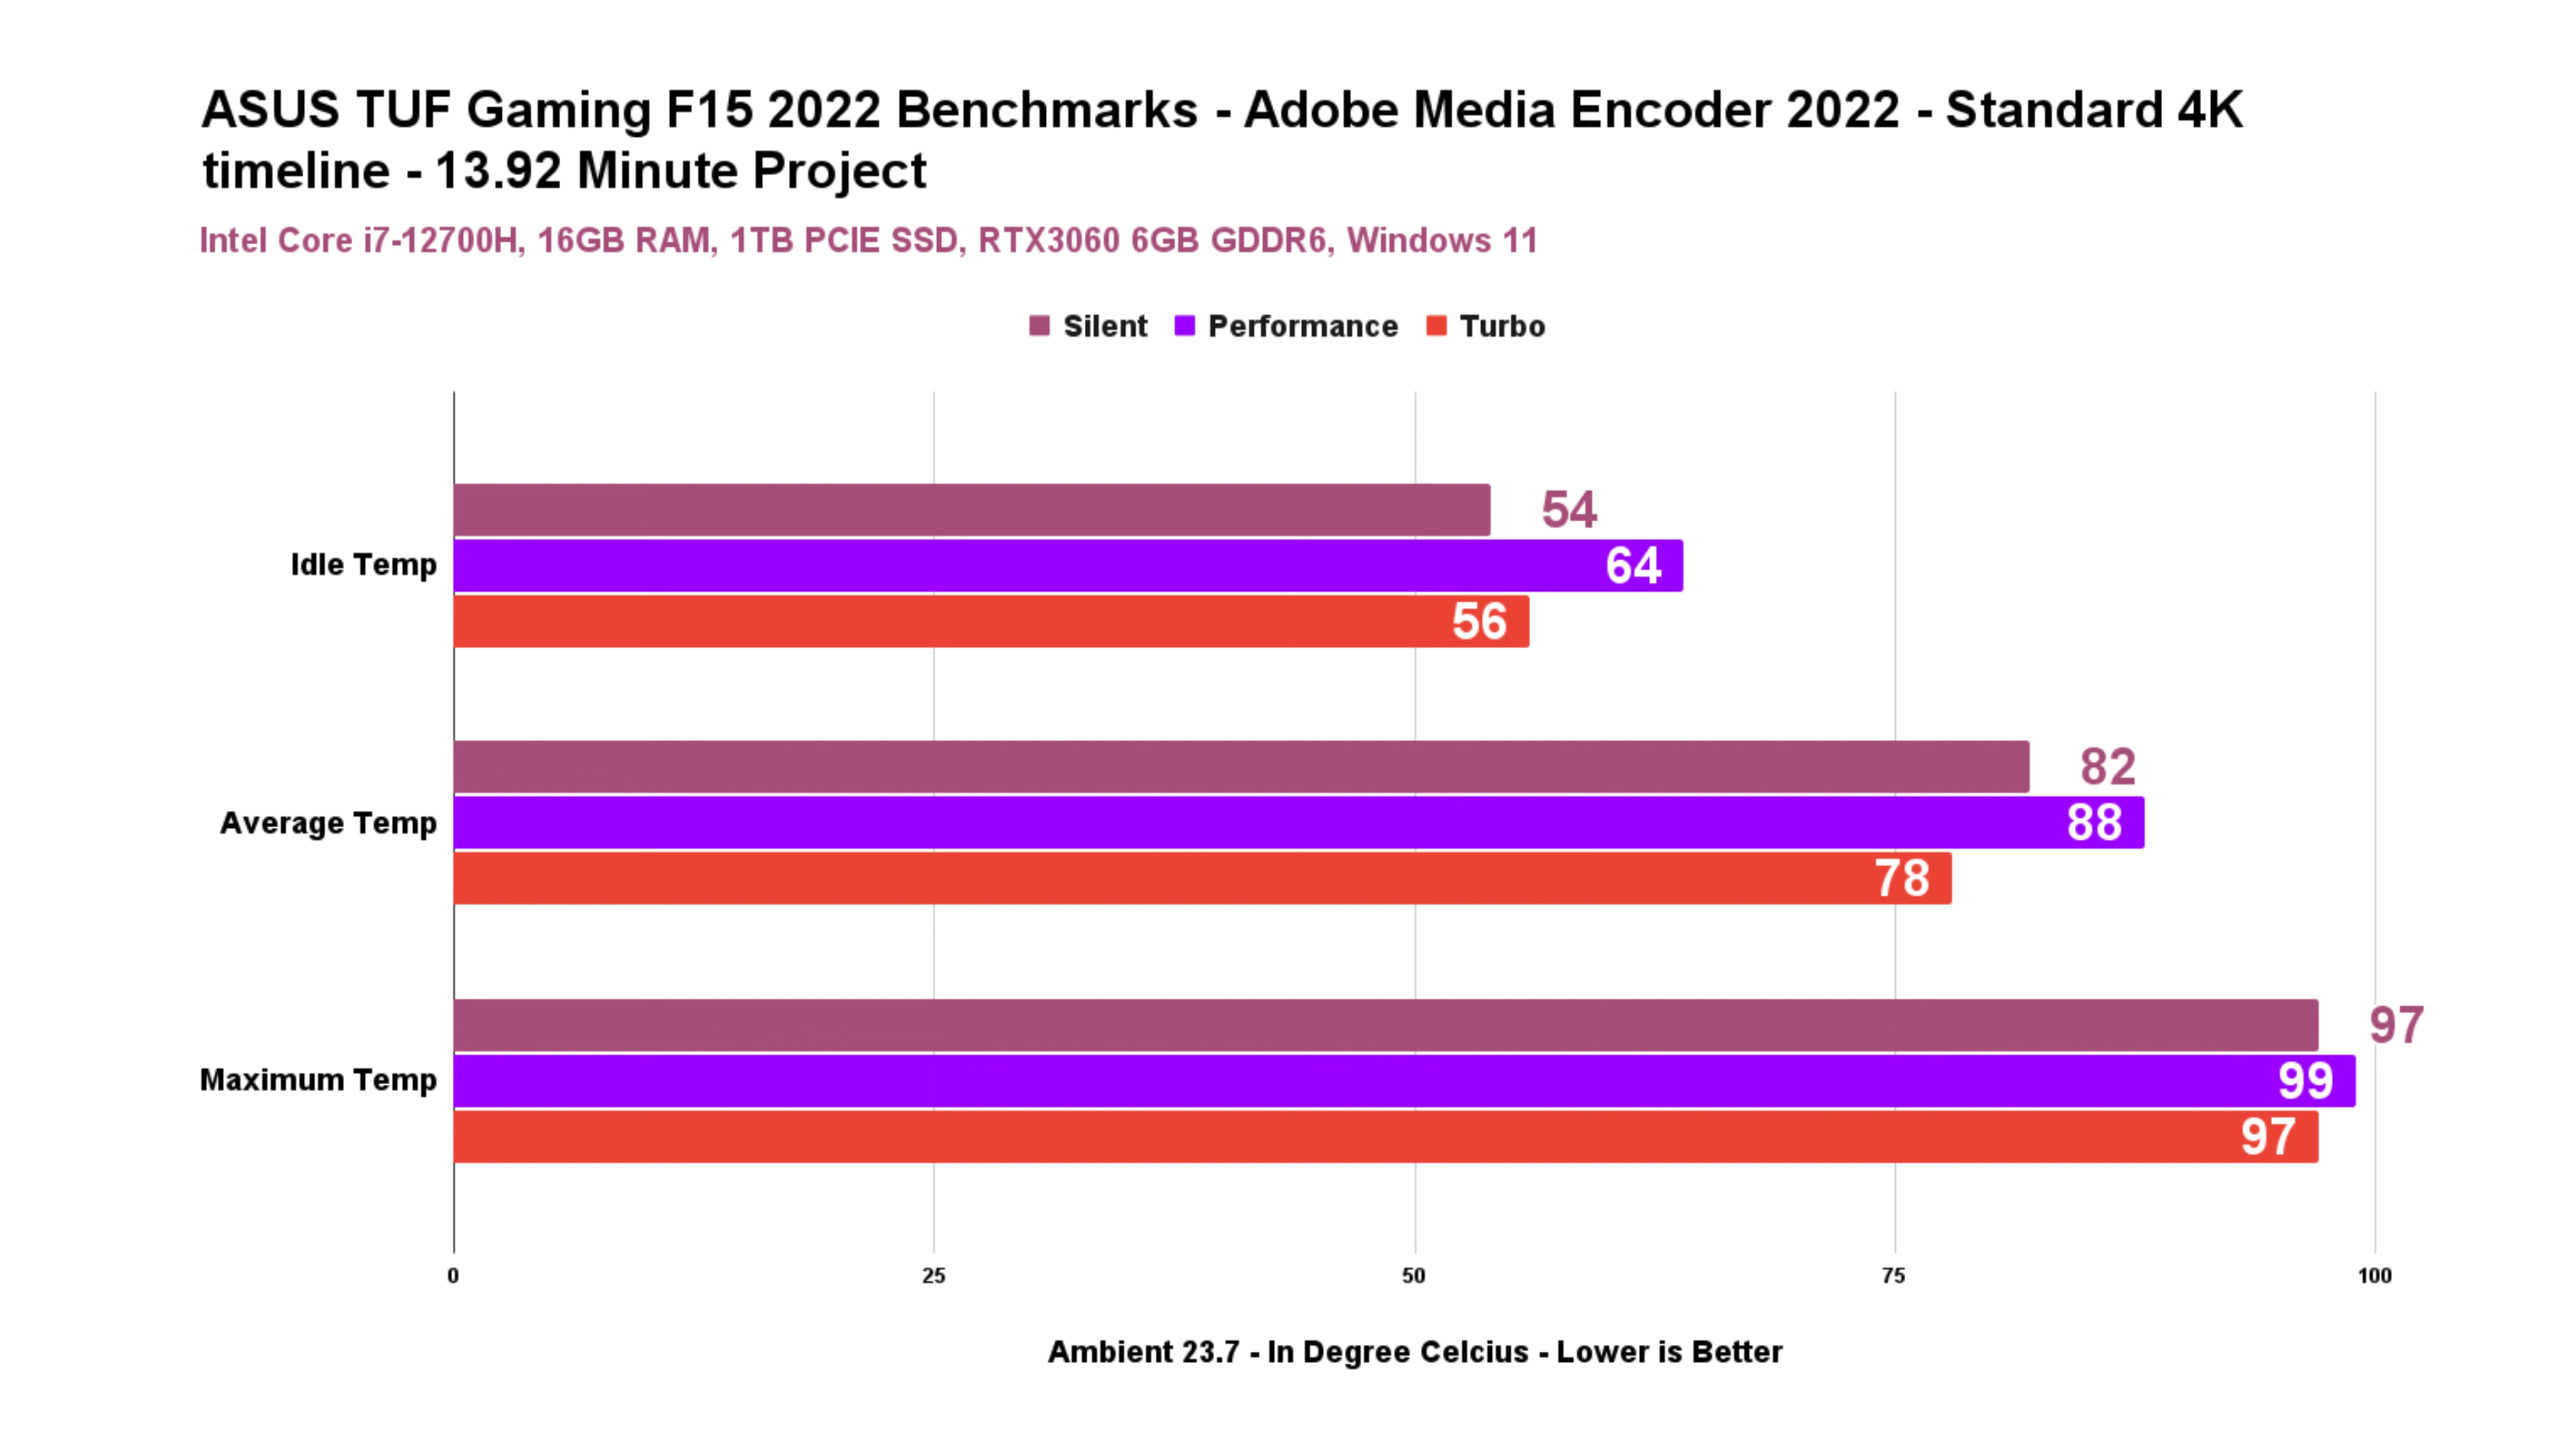 ASUS TUF Gaming F15 2022 Benchmarks - Adobe Media Encoder 2022 - Standard 4K
timeline - 13.92 Minute Project
Intel Core i7-12700H, 16GB RAM, 1TB PCIE SSD, RTX3060 6GB GDDR6, Windows 11
Silent Performance Turbo
54
Idle Temp 64
56
82
Average Temp 88
78
97
Maximum Temp 99
97
0 25 50 75 100
Ambient 23.7 - In Degree Celcius - Lower is Better